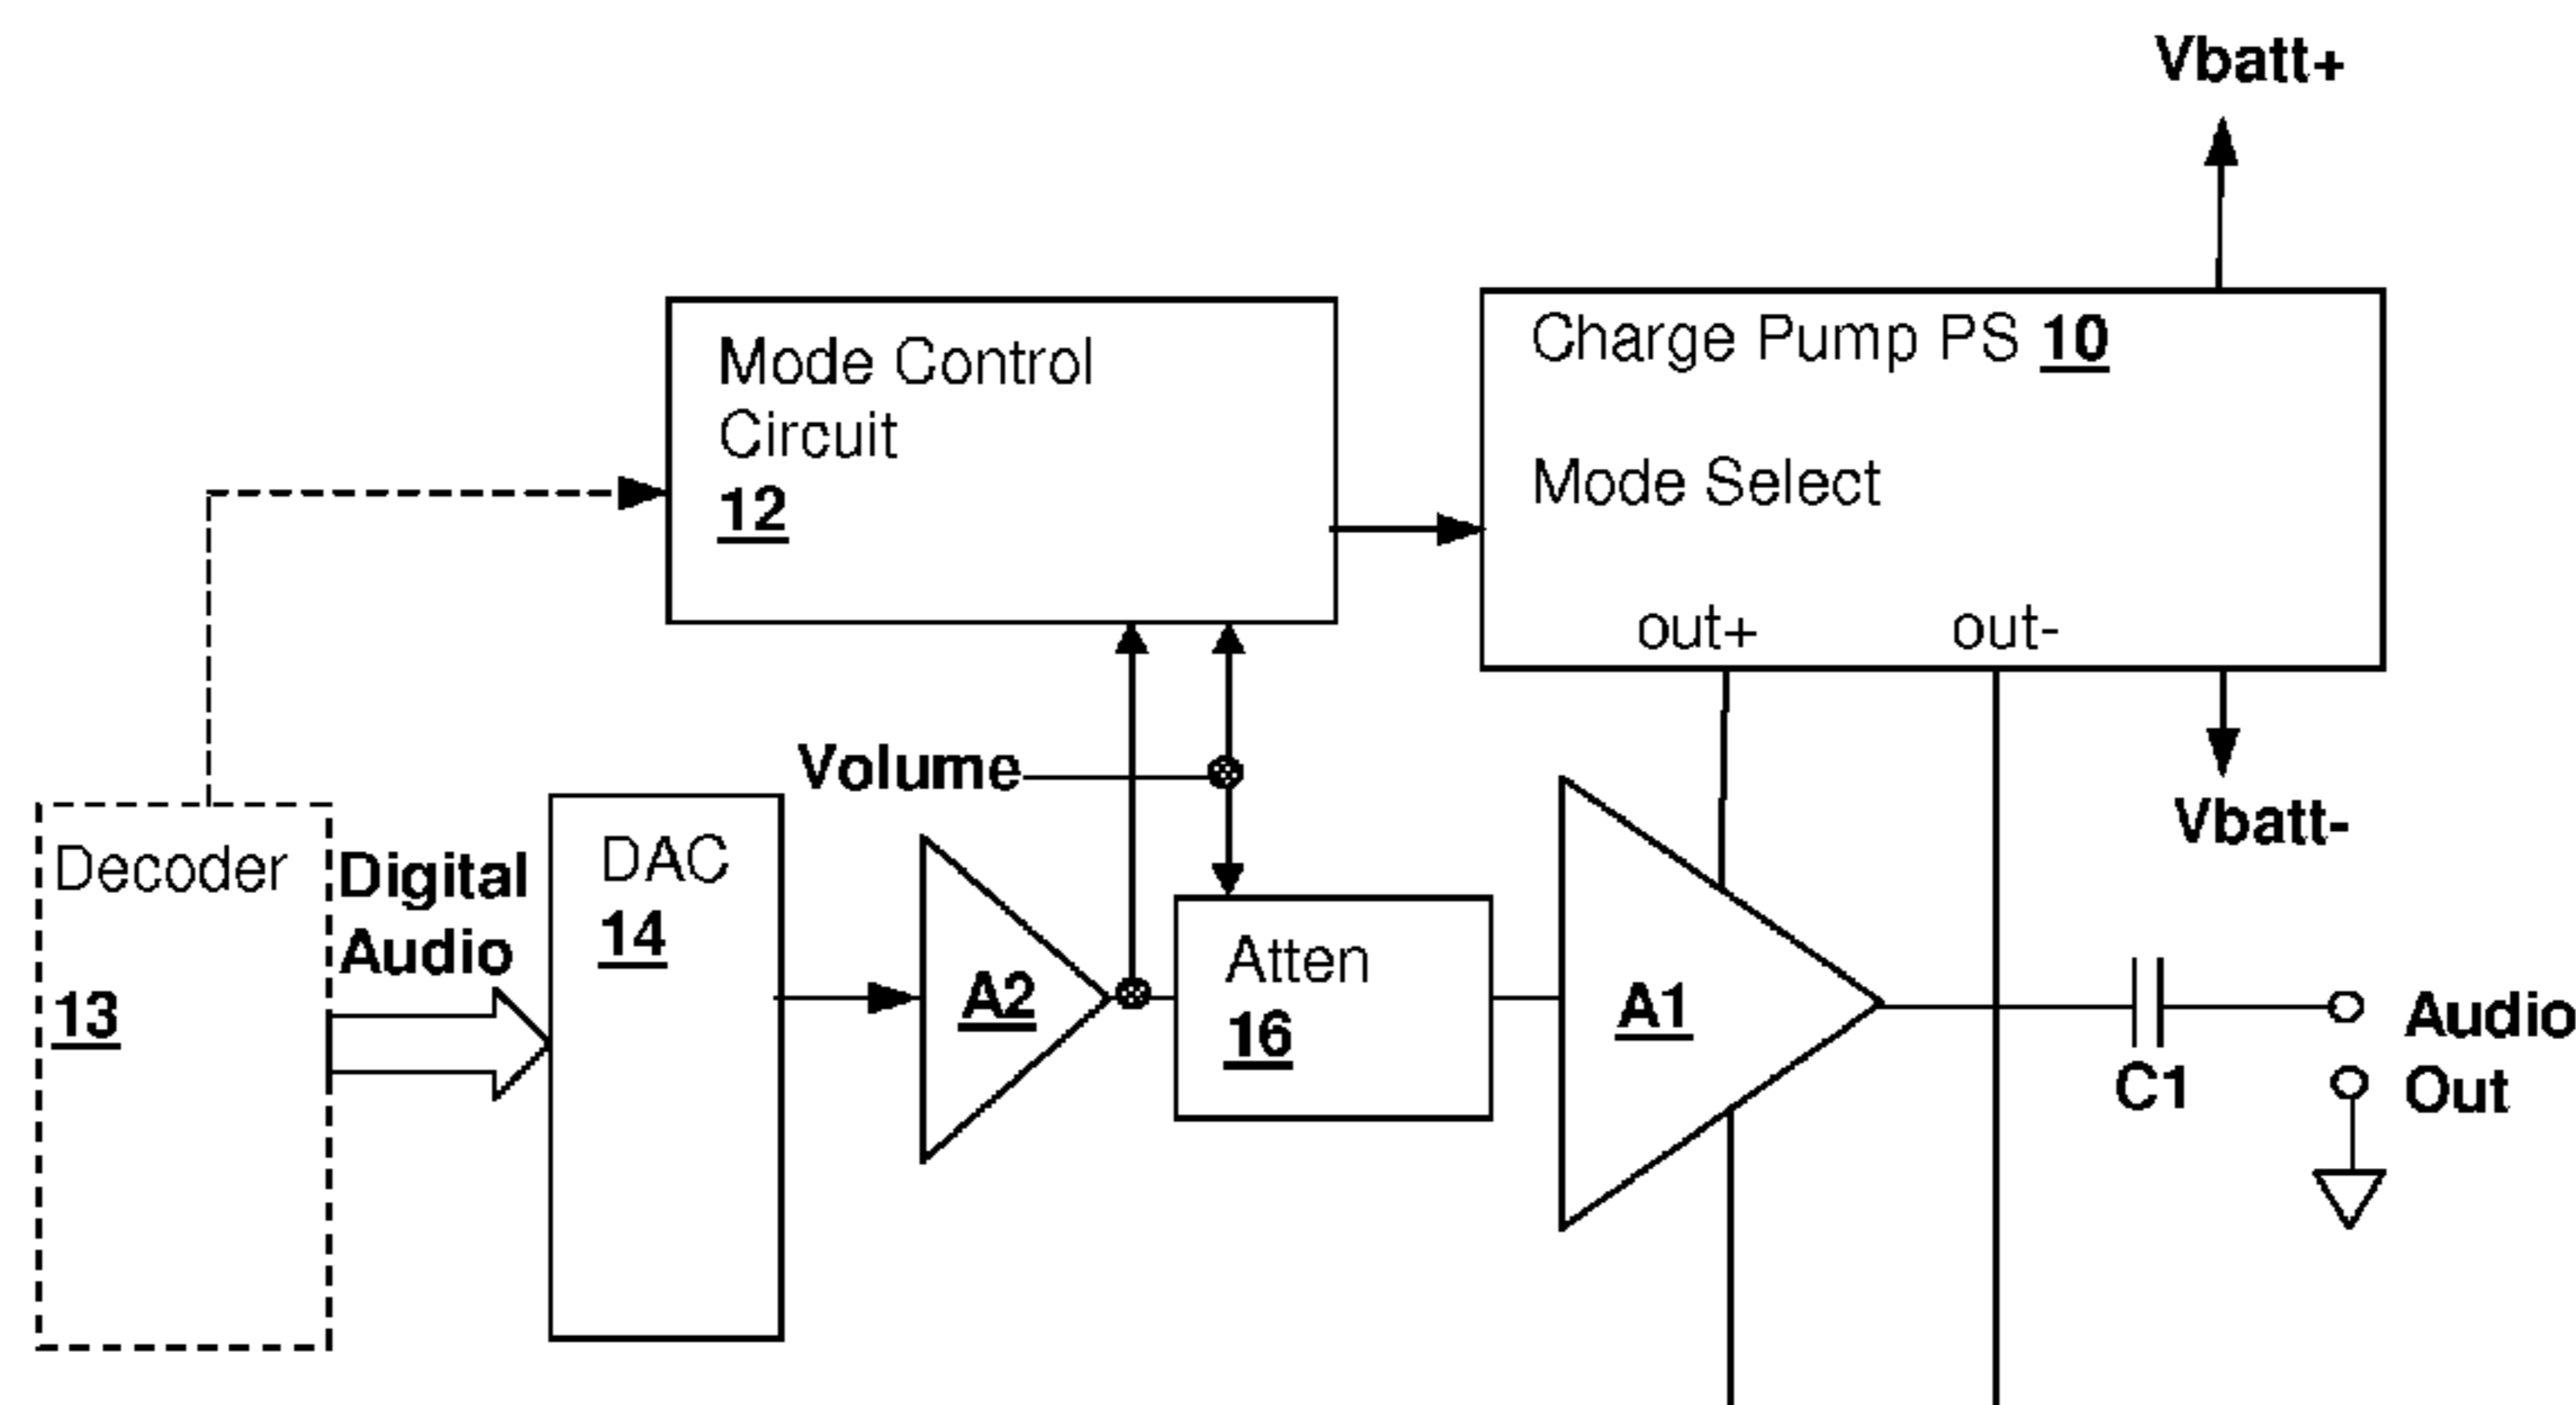 Vbatt+
Mode Control
Circuit
12
Charge Pump PS 10
Mode Select
out+ out-
Vbatt-
Volume
Decoder
13
Digital
Audio
DAC
14
A2
Atten
16
A1
C1
Audio
Out